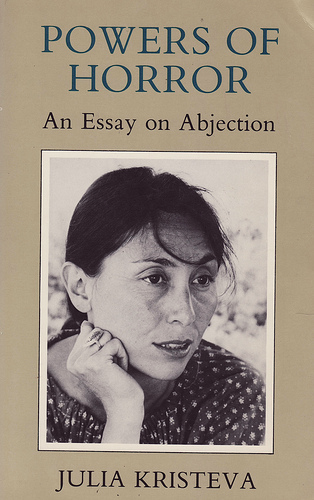 POWERS OF
HORROR
An Essay on Abjection
JULIA KRISTEVA